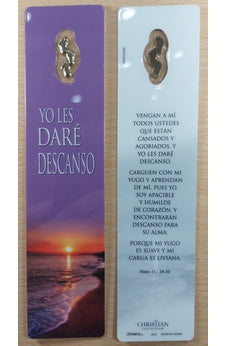 YO LES
DARÉ
DESCANSO
VENGAN A MÍ
TODOS USTEDES
QUE ESTÁN
CANSADOS Y
AGOBIADOS, Y
YO LES DARÉ
DESCANSO.
CARGUEN CON MI
YUGO Y APRENDAN
DE MÍ, PUES YO
SOY APACIBLE
Y HUMILDE
DE CORAZÓN, Y
ENCONTRARÁN
DESCANSO PARA
SU ALMA.
PORQUE MI YUGO
ES SUAVE Y MI
CARGA ES LIVIANA.
Mateo 11, 28-30
CHRISTIAN